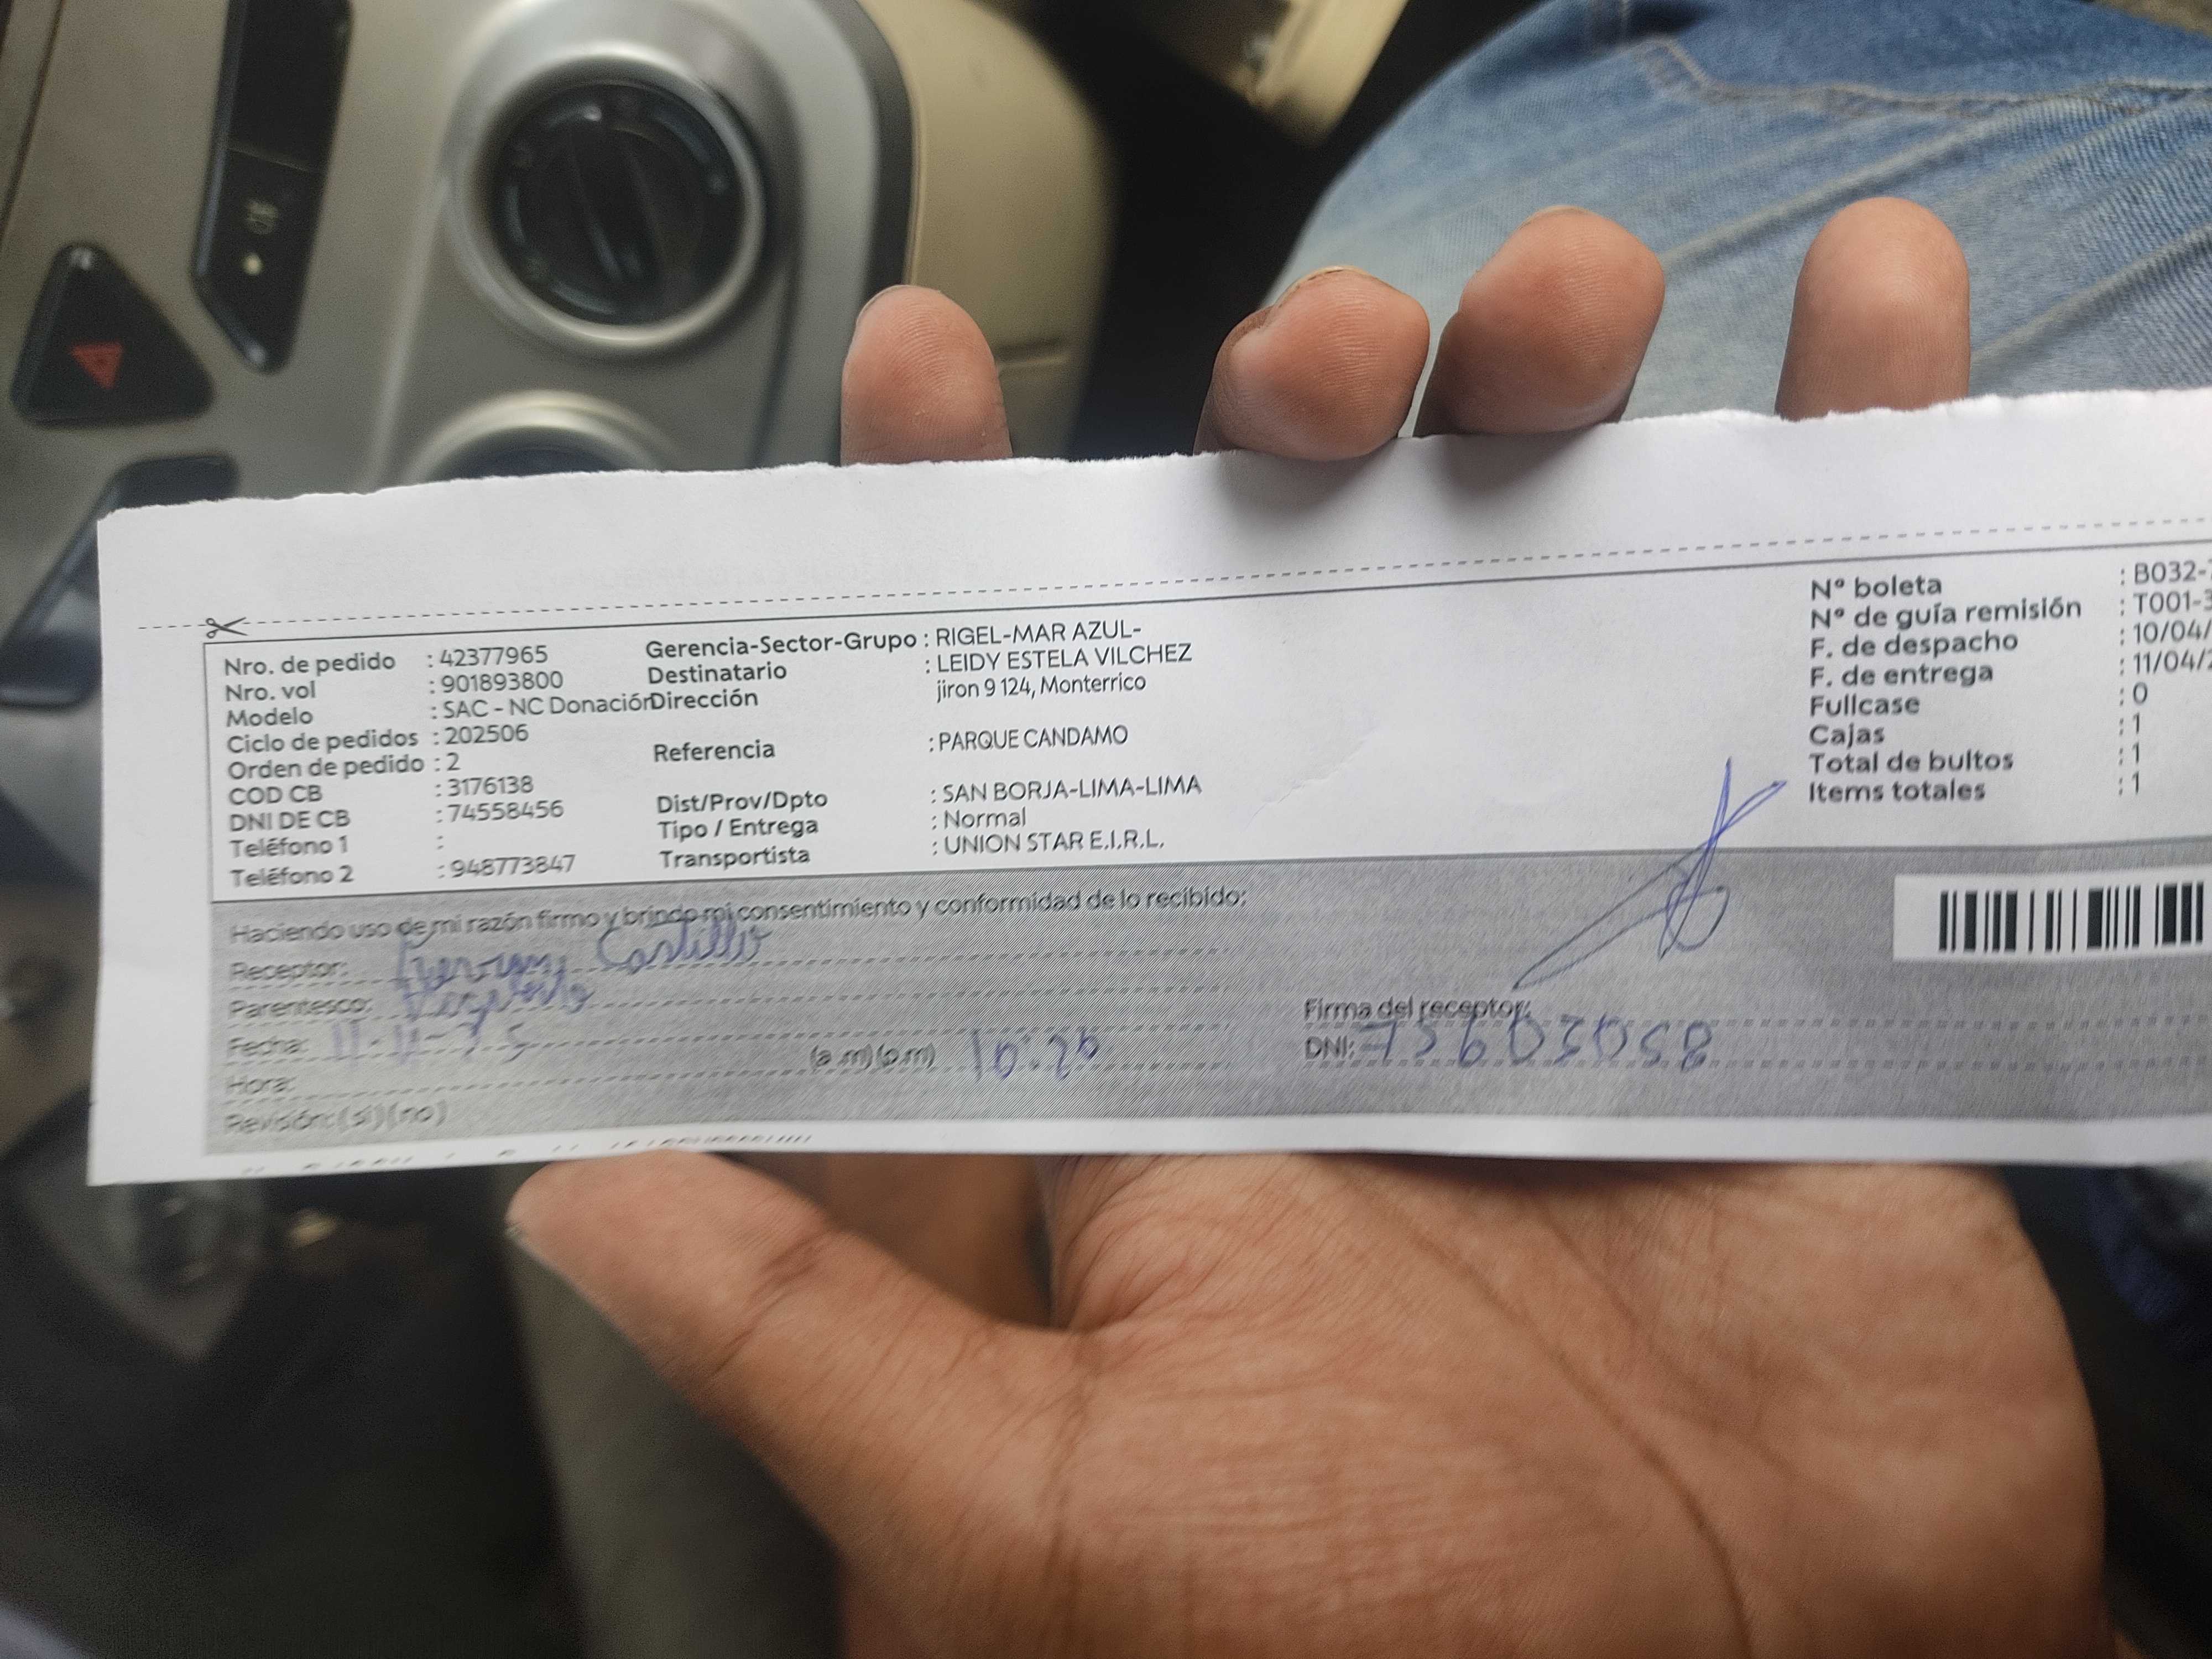 Nro. de pedido : 42377965
Nro. vol : 901893800
Modelo : SAC - NC Donación
Ciclo de pedidos : 202506
Orden de pedido : 2
COD CB : 3176138
DNI DE CB : 74558456
Teléfono 1 :
Teléfono 2 : 948773847
Gerencia-Sector-Grupo : RIGEL-MAR AZUL-
Destinatario : LEIDY ESTELA VILCHEZ
Dirección jiron 9 124, Monterrico
Referencia : PARQUE CANDAMO
Dist/Prov/Dpto : SAN BORJA-LIMA-LIMA
Tipo / Entrega : Normal
Transportista : UNION STAR E.I.R.L.
N° boleta : B032-
N° de guía remisión : T001-3
F. de despacho : 10/04/
F. de entrega : 11/04/2
Fullcase : 0
Cajas : 1
Total de bultos : 1
Items totales : 1
Haciendo uso de mi razón firmo y brindo mi consentimiento y conformidad de lo recibido:
Receptor: Castillo
Parentesco:
Fecha:
Hora: (a.m)(p.m) 10:20
Revisión: (si)(no)
Firma del receptor:
DNI: